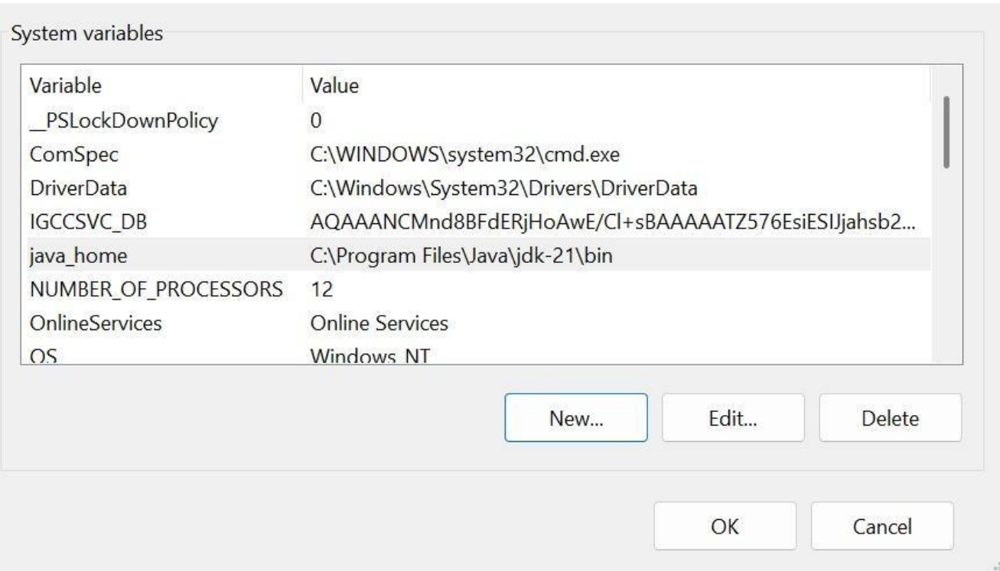 System variables
Variable Value
__PSLockDownPolicy 0
ComSpec C:\WINDOWS\system32\cmd.exe
DriverData C:\Windows\System32\Drivers\DriverData
IGCCSVC_DB AQAAANCMnd8BFdERjHoAwE/Cl+sBAAAAATZ576EsiESIJjahsb2...
java_home C:\Program Files\Java\jdk-21\bin
NUMBER_OF_PROCESSORS 12
OnlineServices Online Services
OS Windows_NT
New... Edit... Delete
OK Cancel